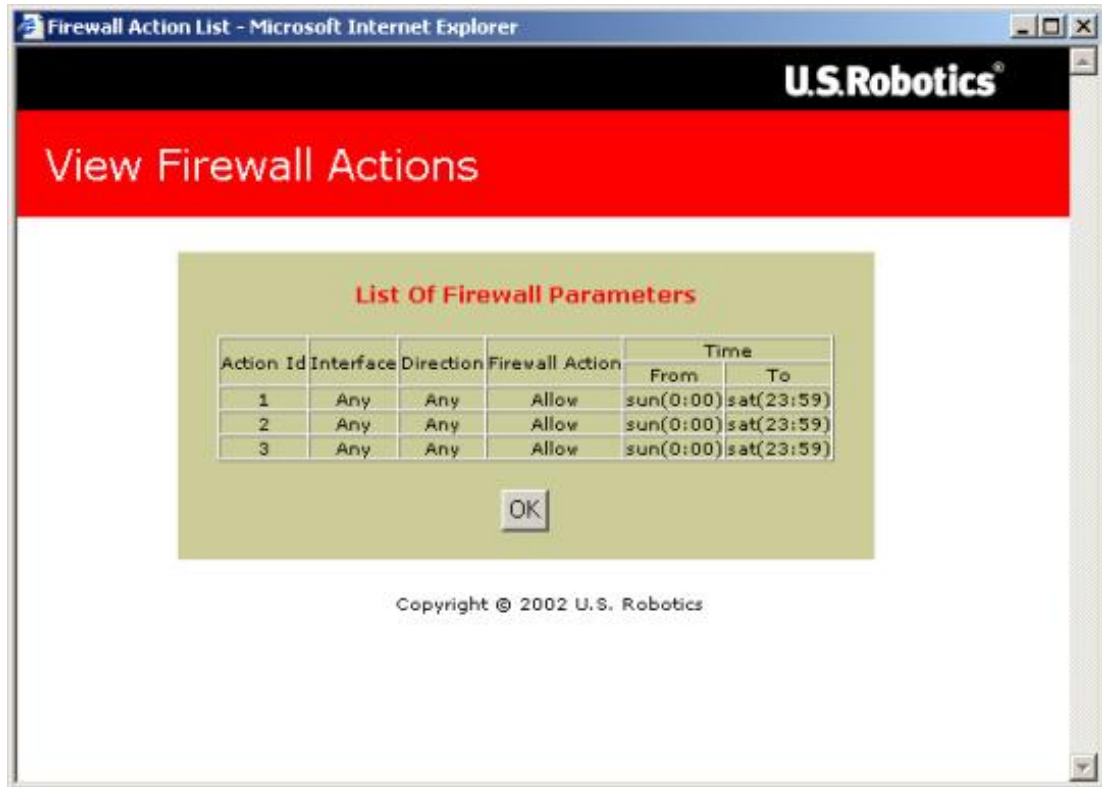 Firewall Action List - Microsoft Internet Explorer
U.S.Robotics®
View Firewall Actions
List Of Firewall Parameters
Action Id Interface Direction Firewall Action Time
From To
1 Any Any Allow sun(0:00) sat(23:59)
2 Any Any Allow sun(0:00) sat(23:59)
3 Any Any Allow sun(0:00) sat(23:59)
OK
Copyright © 2002 U.S. Robotics